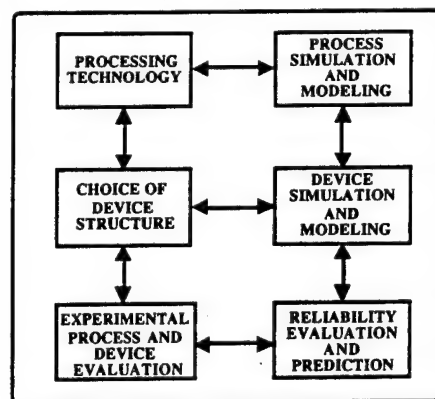 PROCESSING
TECHNOLOGY
PROCESS
SIMULATION
AND
MODELING
CHOICE OF
DEVICE
STRUCTURE
DEVICE
SIMULATION
AND
MODELING
EXPERIMENTAL
PROCESS AND
DEVICE
EVALUATION
RELIABILITY
EVALUATION
AND
PREDICTION